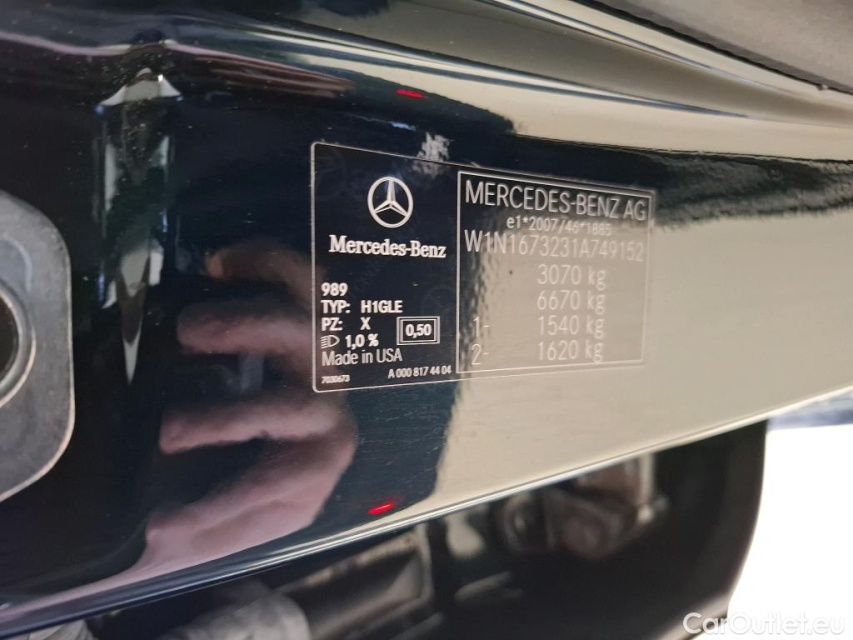 Mercedes-Benz
989
TYP: H1GLE
PZ: X
0,50
1,0 %
Made in USA
7030673
A 000 817 44 04
MERCEDES-BENZ AG
e1*2007/46*1885
W1N1673231A749152
3070 kg
6670 kg
1- 1540 kg
2- 1620 kg
CarOutlet.eu